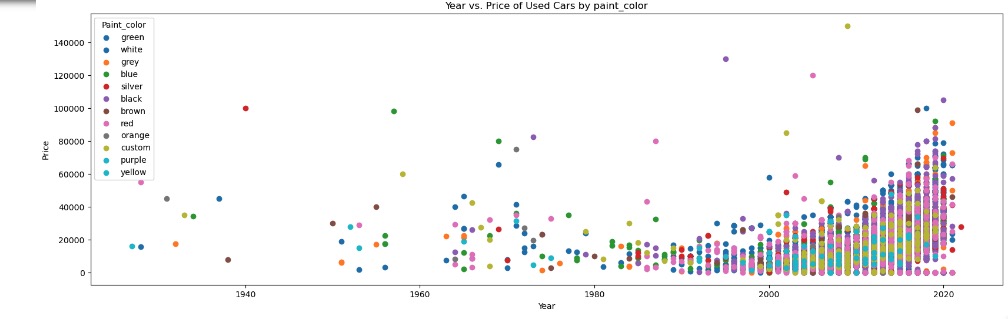 Year vs. Price of Used Cars by paint_color
Paint_color
green
white
grey
blue
silver
black
brown
red
orange
custom
purple
yellow
140000
120000
100000
80000
60000
40000
20000
0
Price
1940
1960
1980
2000
2020
Year